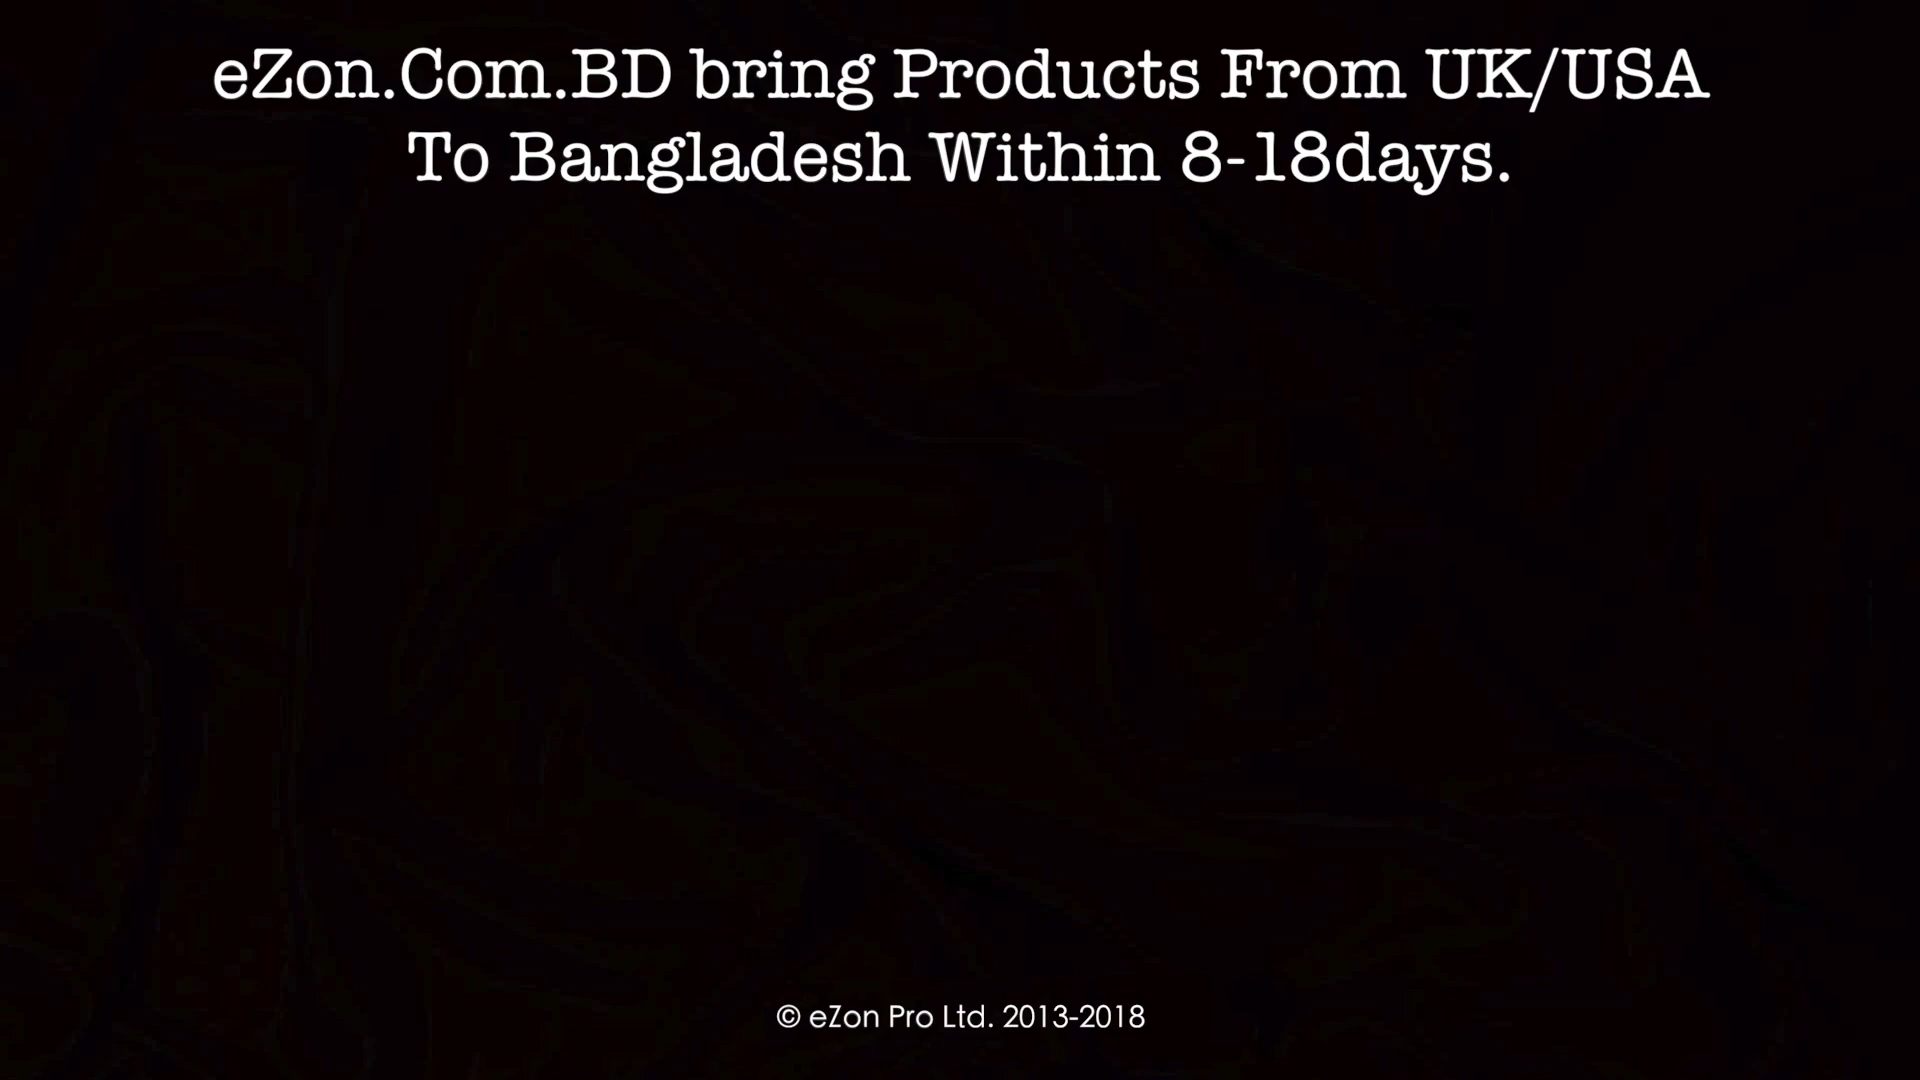 eZon.Com.BD bring Products From UK/USA
To Bangladesh Within 8-18days.
© eZon Pro Ltd. 2013-2018